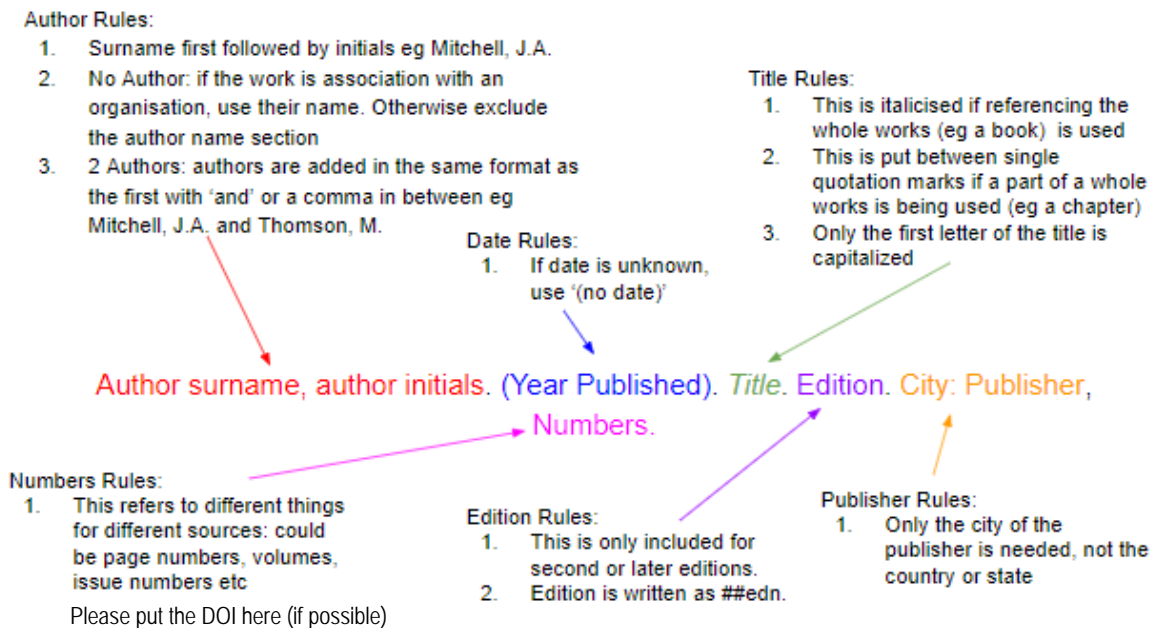 Author Rules:
1. Surname first followed by initials eg Mitchell, J.A.
2. No Author: if the work is association with an
organisation, use their name. Otherwise exclude
the author name section
3. 2 Authors: authors are added in the same format as
the first with ‘and’ or a comma in between eg
Mitchell, J.A. and Thomson, M.
Title Rules:
1. This is italicised if referencing the
whole works (eg a book) is used
2. This is put between single
quotation marks if a part of a whole
works is being used (eg a chapter)
3. Only the first letter of the title is
capitalized
Date Rules:
1. If date is unknown,
use ‘(no date)’
Author surname, author initials. (Year Published). Title. Edition. City: Publisher,
Numbers.
Numbers Rules:
1. This refers to different things
for different sources: could
be page numbers, volumes,
issue numbers etc
Please put the DOI here (if possible)
Edition Rules:
1. This is only included for
second or later editions.
2. Edition is written as ##edn.
Publisher Rules:
1. Only the city of the
publisher is needed, not the
country or state